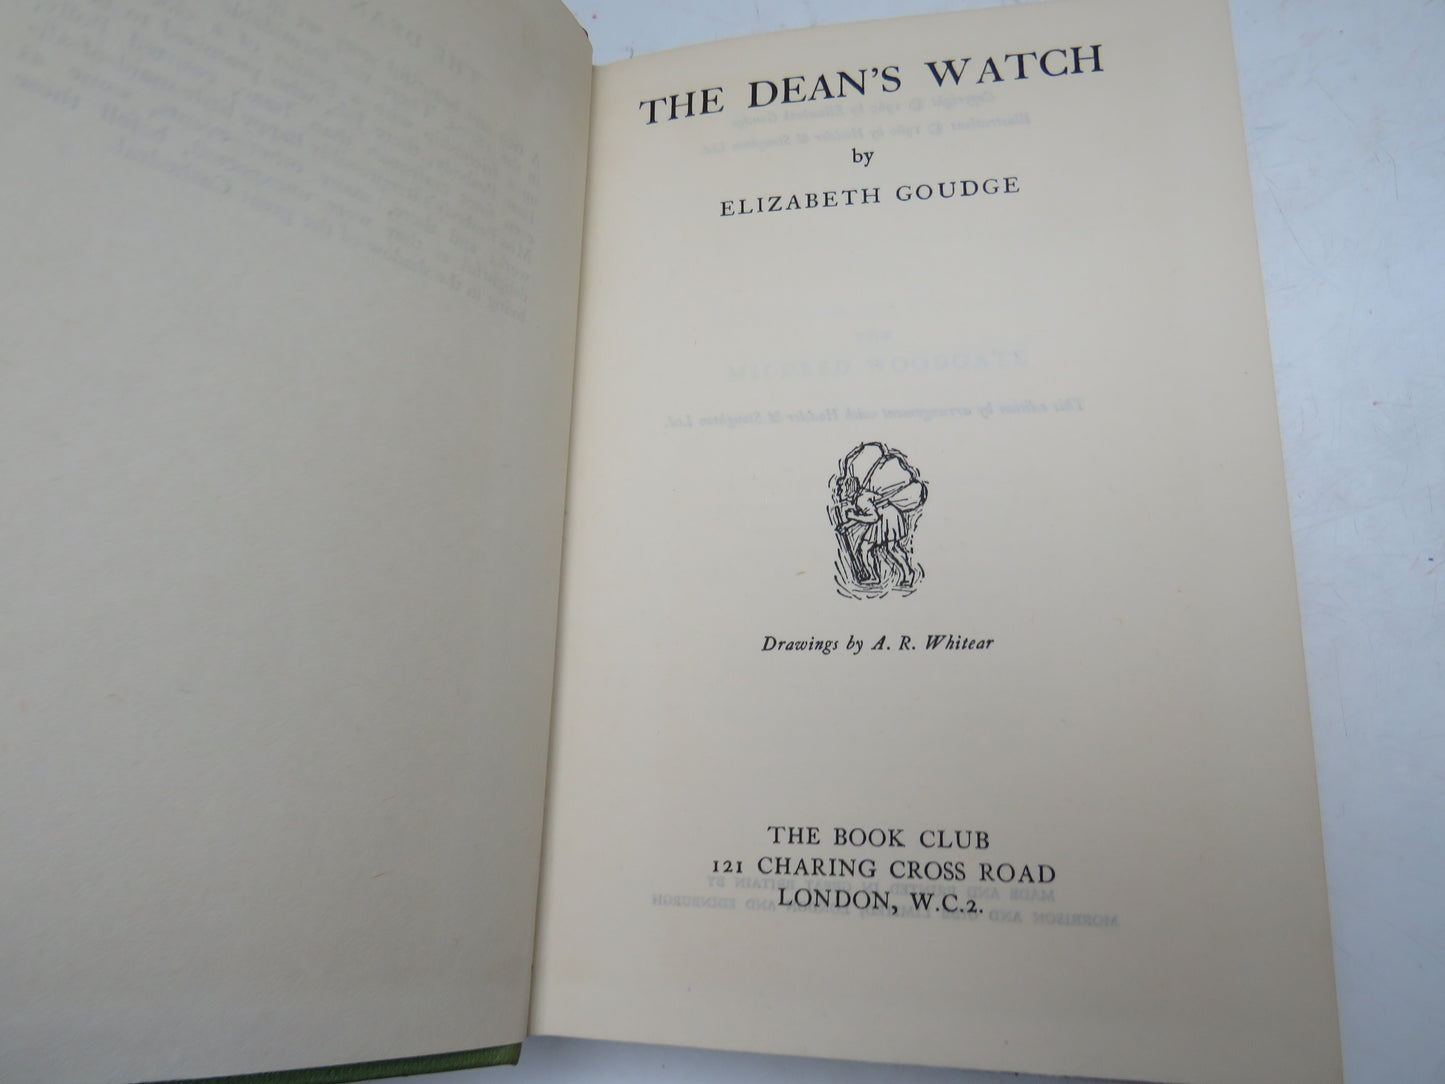 THE DEAN'S WATCH
by
ELIZABETH GOUDGE
Drawings by A. R. Whitear
THE BOOK CLUB
121 CHARING CROSS ROAD
LONDON, W.C.2.